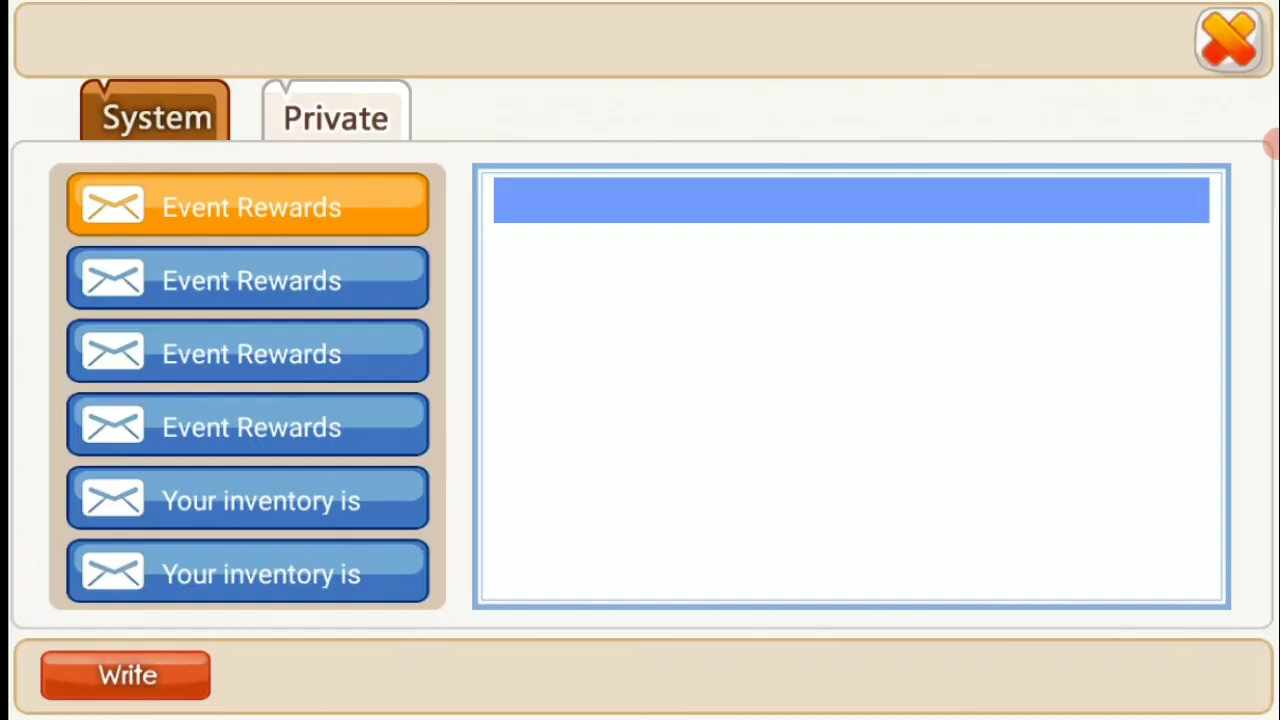 System
Private
Event Rewards
Event Rewards
Event Rewards
Event Rewards
Your inventory is
Your inventory is
Write